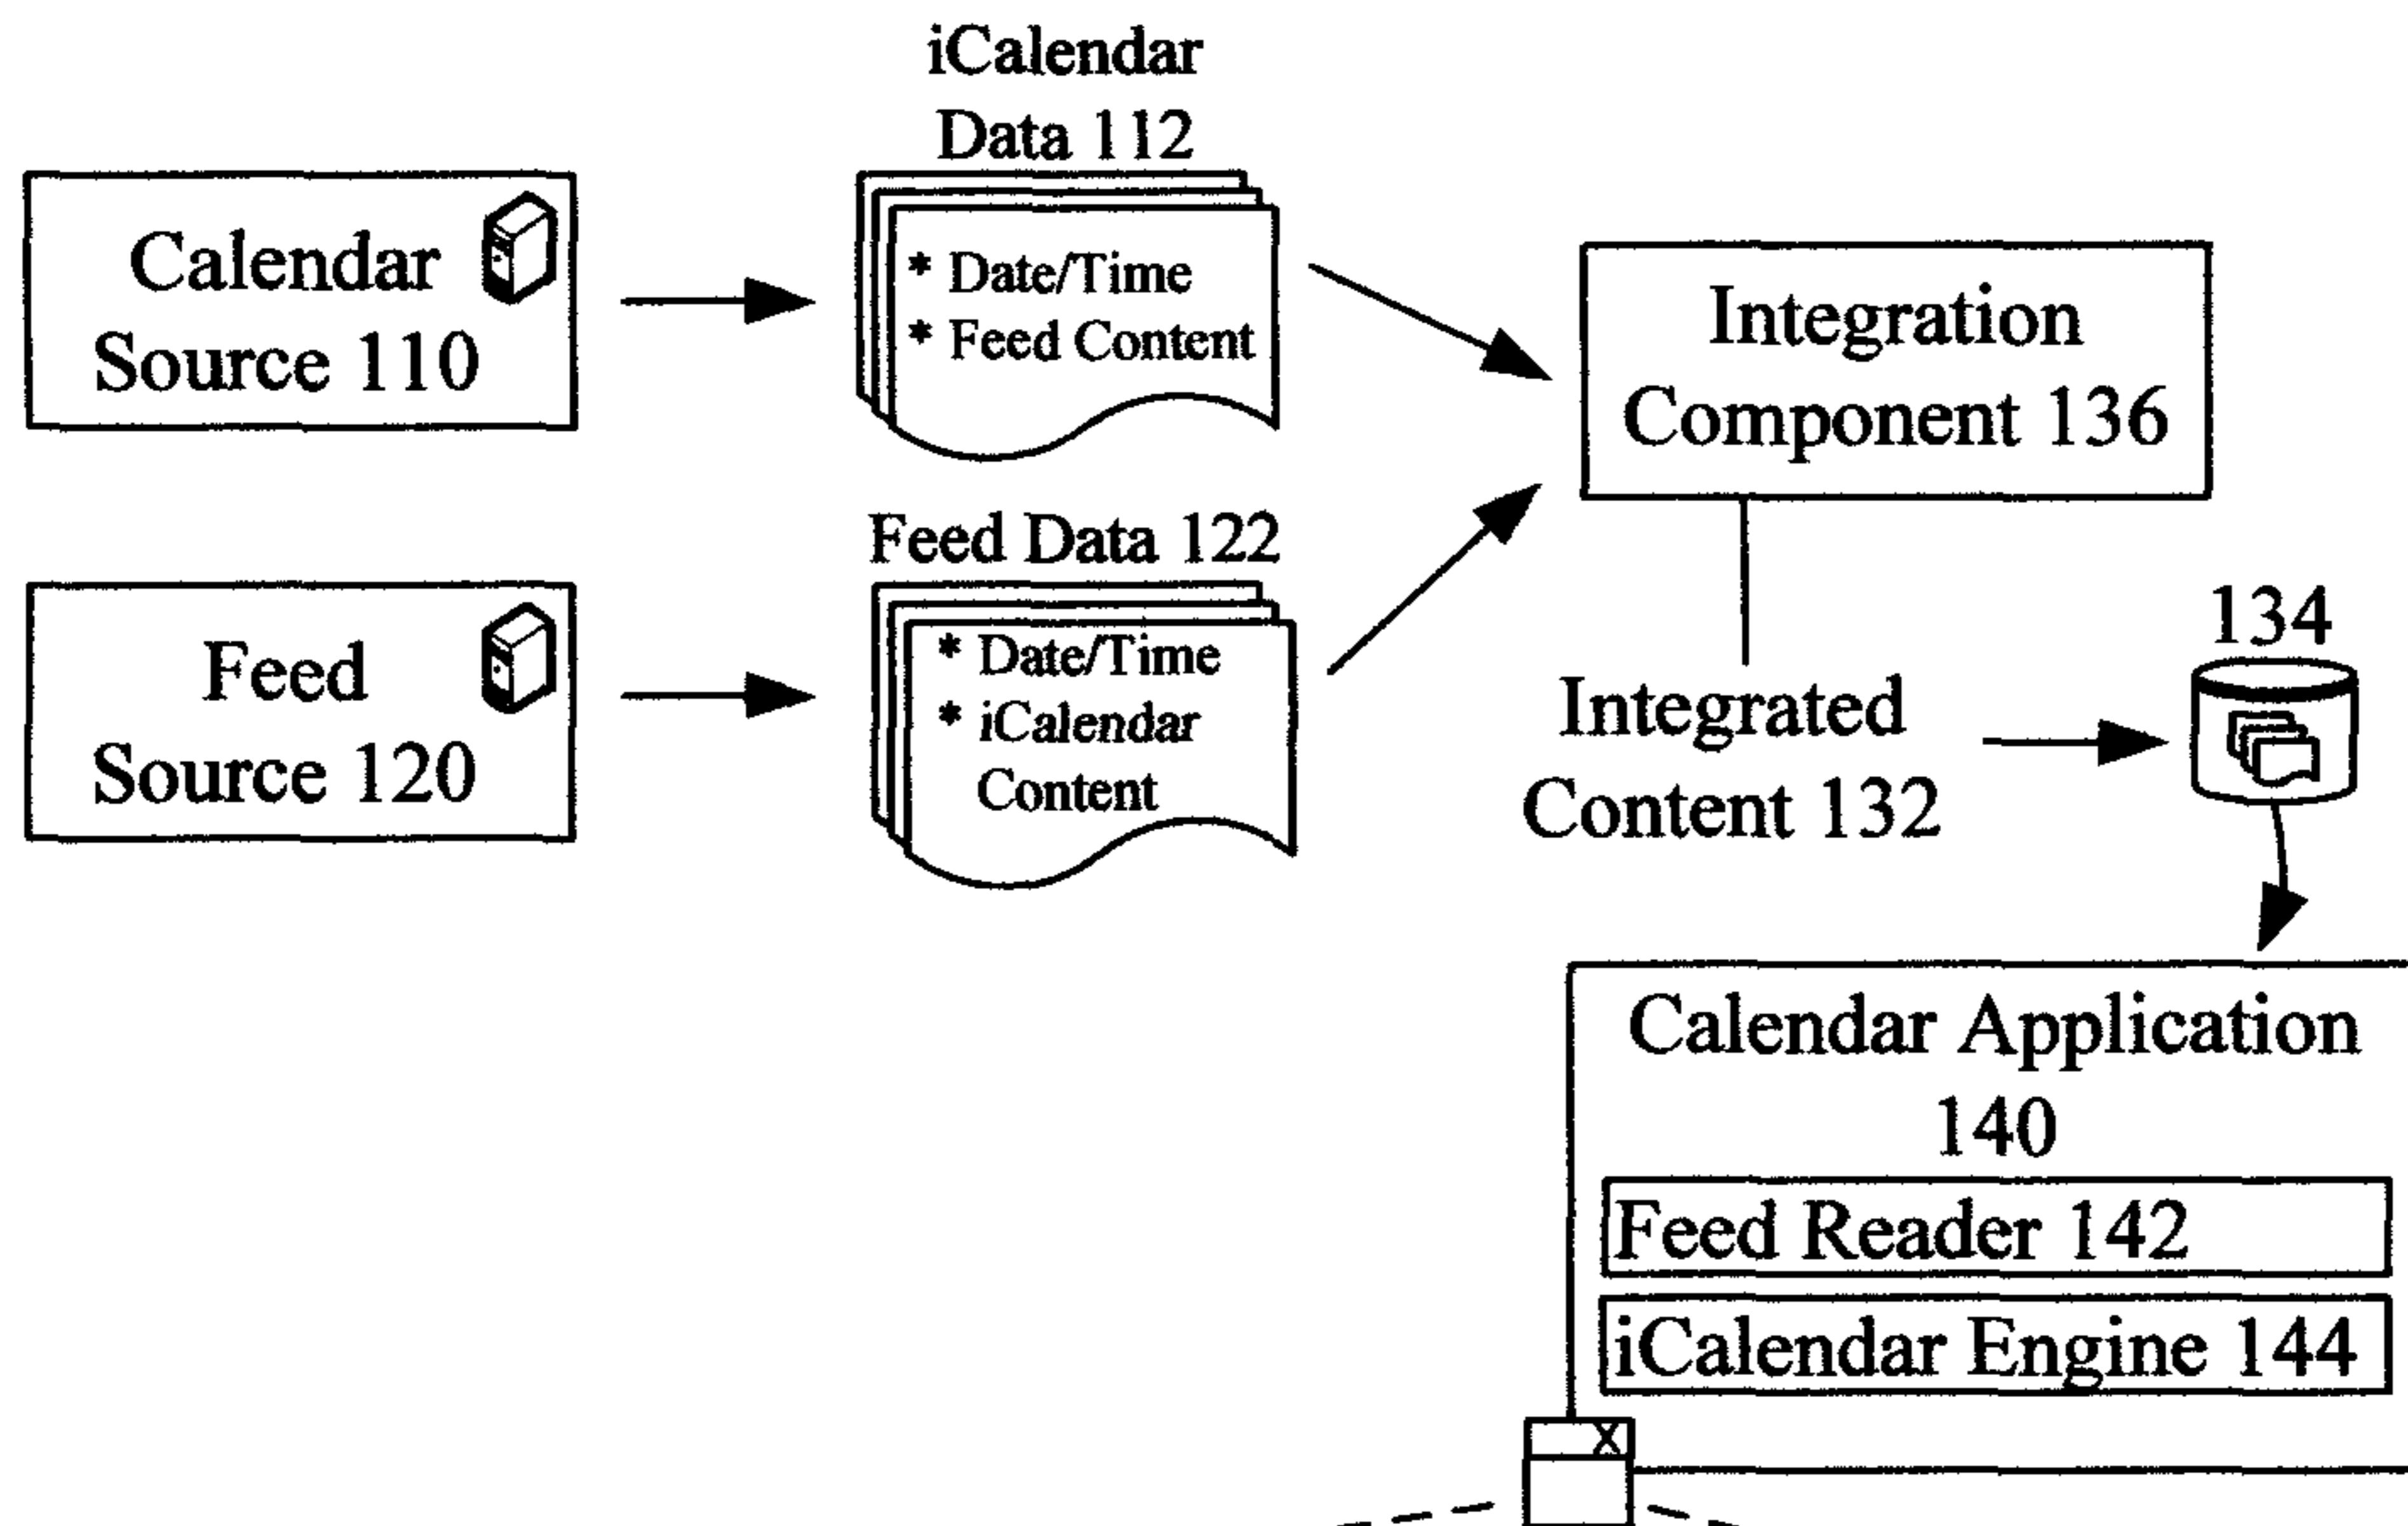 iCalendar
Data 112
Calendar
Source 110
* Date/Time
* Feed Content
Integration
Component 136
Feed Data 122
Feed
Source 120
* Date/Time
* iCalendar
Content
134
Integrated
Content 132
Calendar Application
140
Feed Reader 142
iCalendar Engine 144
X